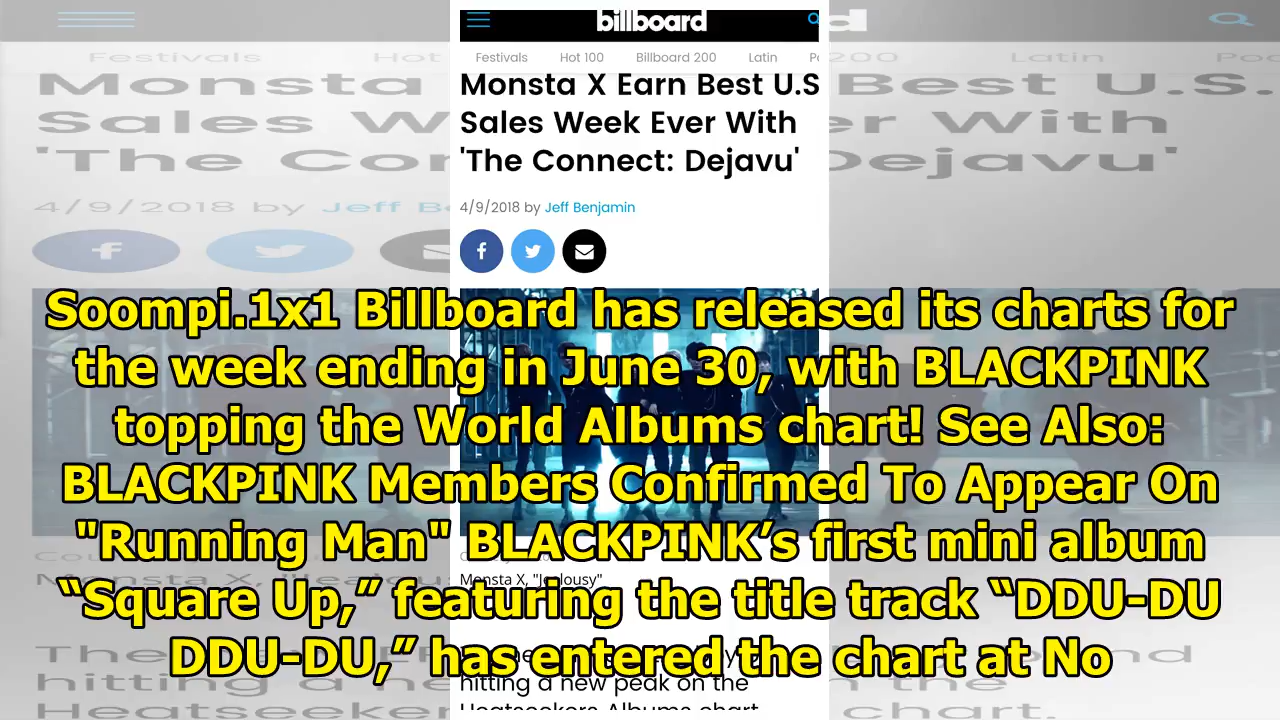 billboard
Festivals Hot 100 Billboard 200 Latin
Monsta X Earn Best U.S
Sales Week Ever With
'The Connect: Dejavu'
4/9/2018 by Jeff Benjamin
Soompi.1x1 Billboard has released its charts for
the week ending in June 30, with BLACKPINK
topping the World Albums chart! See Also:
BLACKPINK Members Confirmed To Appear On
"Running Man" BLACKPINK’s first mini album
Monsta X, "Jealousy"
“Square Up,” featuring the title track “DDU-DU
DDU-DU,” has entered the chart at No
hitting a new peak on the
Heatseekers Albums chart